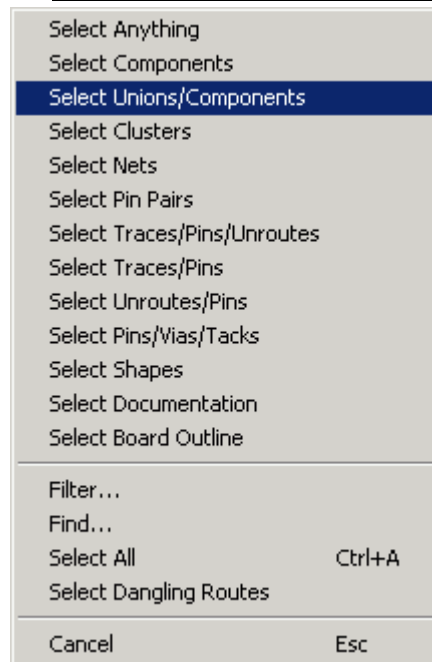 Select Anything
Select Components
Select Unions/Components
Select Clusters
Select Nets
Select Pin Pairs
Select Traces/Pins/Unroutes
Select Traces/Pins
Select Unroutes/Pins
Select Pins/Vias/Tacks
Select Shapes
Select Documentation
Select Board Outline
Filter...
Find...
Select All Ctrl+A
Select Dangling Routes
Cancel Esc